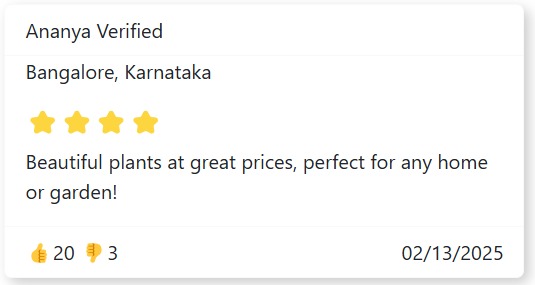 Ananya Verified
Bangalore, Karnataka
⭐⭐⭐⭐
Beautiful plants at great prices, perfect for any home
or garden!
👍20 👎3 02/13/2025